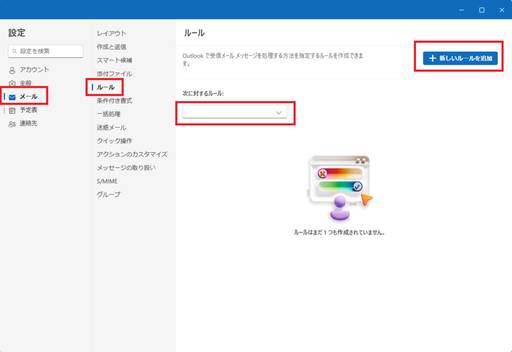 設定
設定を検索
アカウント
全般
メール
予定表
連絡先
レイアウト
作成と返信
スマート候補
添付ファイル
ルール
条件付き書式
一括処理
迷惑メール
クイック操作
アクションのカスタマイズ
メッセージの取り扱い
S/MIME
グループ
ルール
Outlook で受信メール メッセージを処理する方法を指定するルールを作成できま
す。
新しいルールを追加
次に対するルール:
ルールはまだ 1 つも作成されていません。